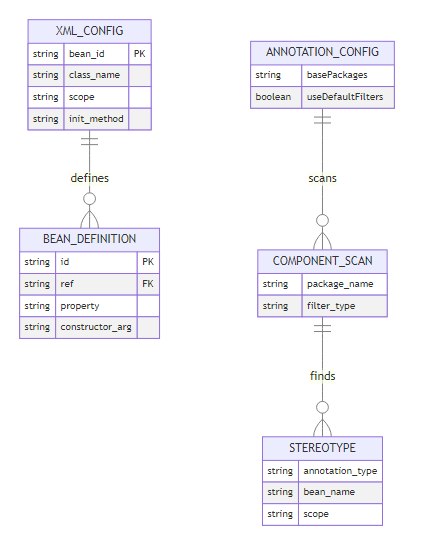 XML_CONFIG
string bean_id PK
string class_name
string scope
string init_method
defines
BEAN_DEFINITION
string id PK
string ref FK
string property
string constructor_arg
ANNOTATION_CONFIG
string basePackages
boolean useDefaultFilters
scans
COMPONENT_SCAN
string package_name
string filter_type
finds
STEREOTYPE
string annotation_type
string bean_name
string scope